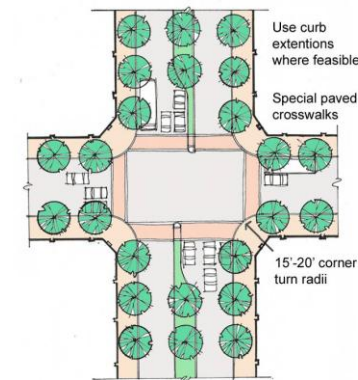 Use curb
extentions
where feasible
Special paved
crosswalks
15'-20' corner
turn radii